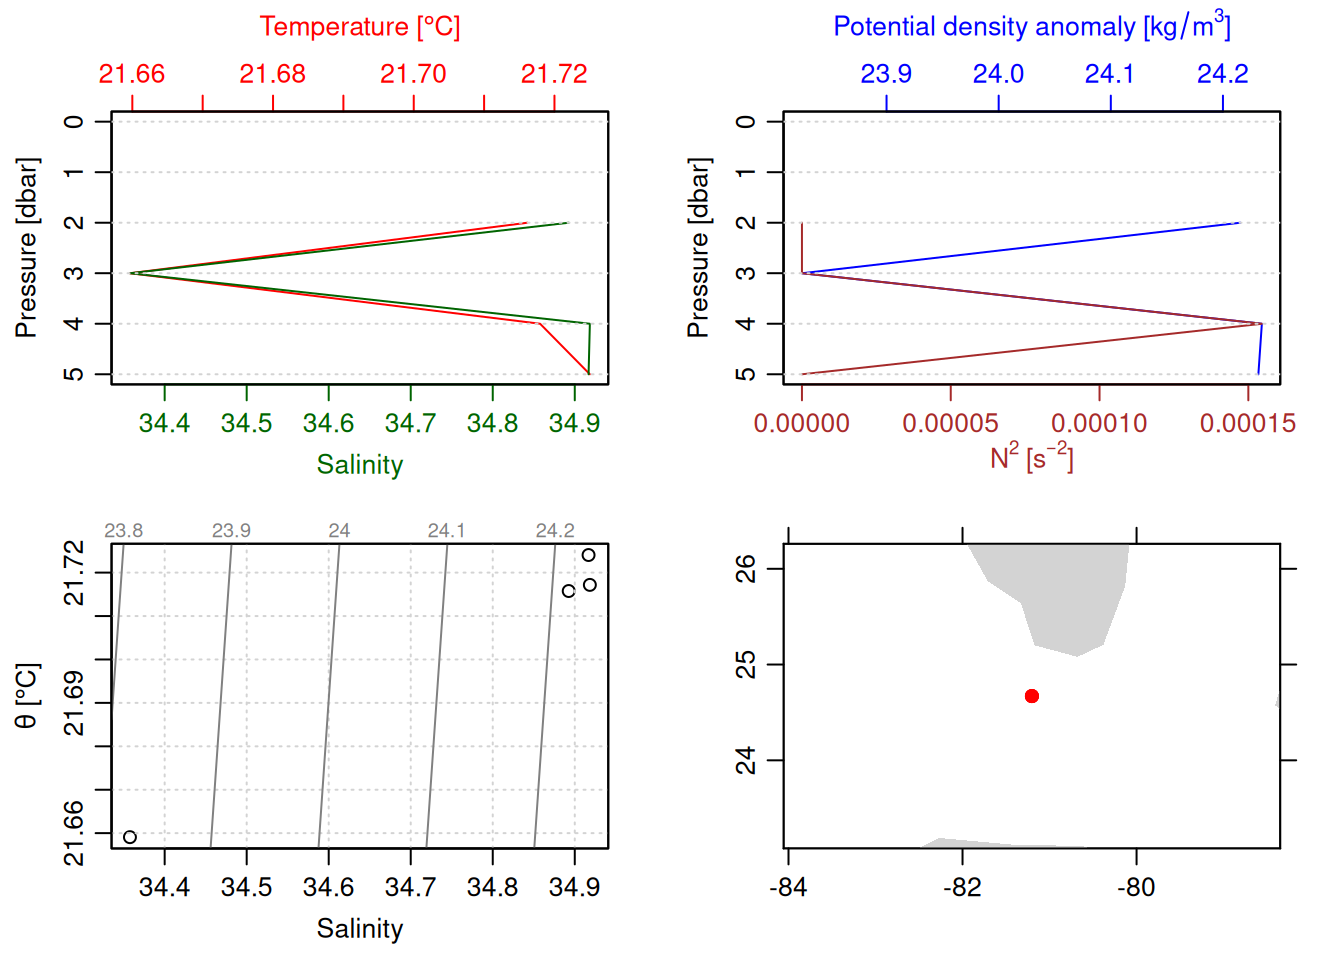 Temperature [°C]
21.66 21.68 21.70 21.72
0
1
2
3
4
5
Pressure [dbar]
34.4 34.5 34.6 34.7 34.8 34.9
Salinity
Potential density anomaly [kg/m³]
23.9 24.0 24.1 24.2
0
1
2
3
4
5
Pressure [dbar]
0.00000 0.00005 0.00010 0.00015
N² [s⁻²]
23.8 23.9 24 24.1 24.2
21.72
21.69
21.66
θ [°C]
34.4 34.5 34.6 34.7 34.8 34.9
Salinity
26
25
24
-84 -82 -80